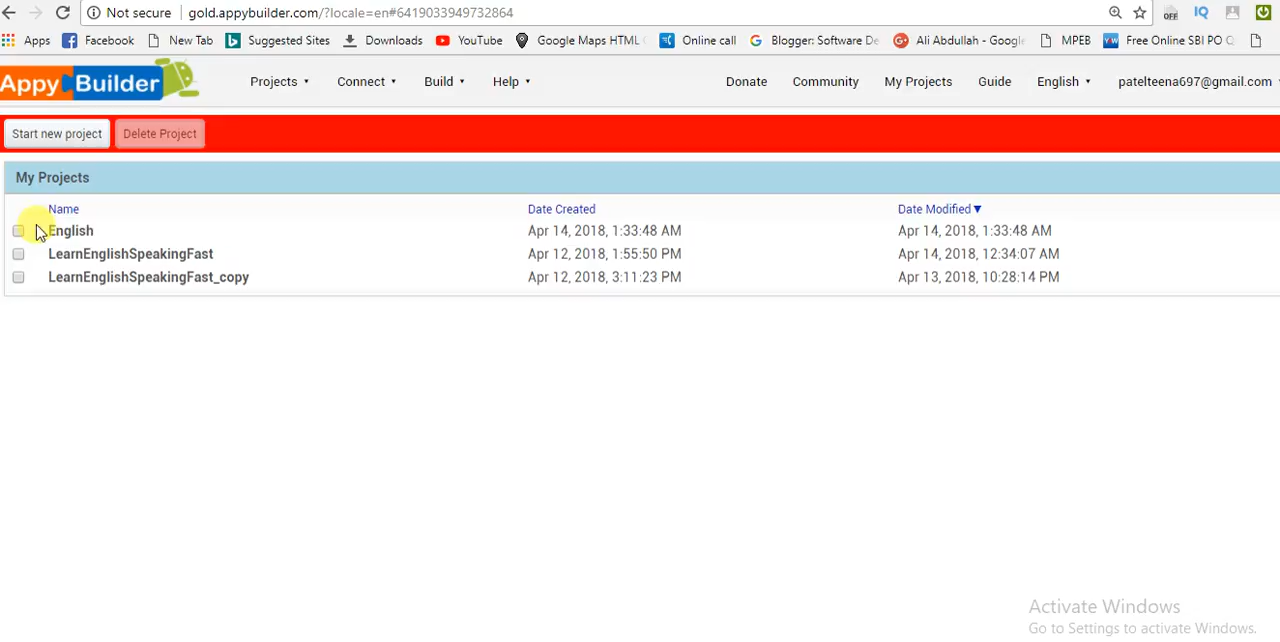 Not secure gold.appybuilder.com/?locale=en#6419033949732864 OFF IQ
Apps Facebook New Tab Suggested Sites Downloads YouTube Google Maps HTML Online call Blogger: Software De Ali Abdullah - Google MPEB YW Free Online SBI PO
Appy Builder Projects Connect Build Help Donate Community My Projects Guide English patelteena697@gmail.com
Start new project Delete Project
My Projects
Name Date Created Date Modified
English Apr 14, 2018, 1:33:48 AM Apr 14, 2018, 1:33:48 AM
LearnEnglishSpeakingFast Apr 12, 2018, 1:55:50 PM Apr 14, 2018, 12:34:07 AM
LearnEnglishSpeakingFast_copy Apr 12, 2018, 3:11:23 PM Apr 13, 2018, 10:28:14 PM
Activate Windows
Go to Settings to activate Windows.